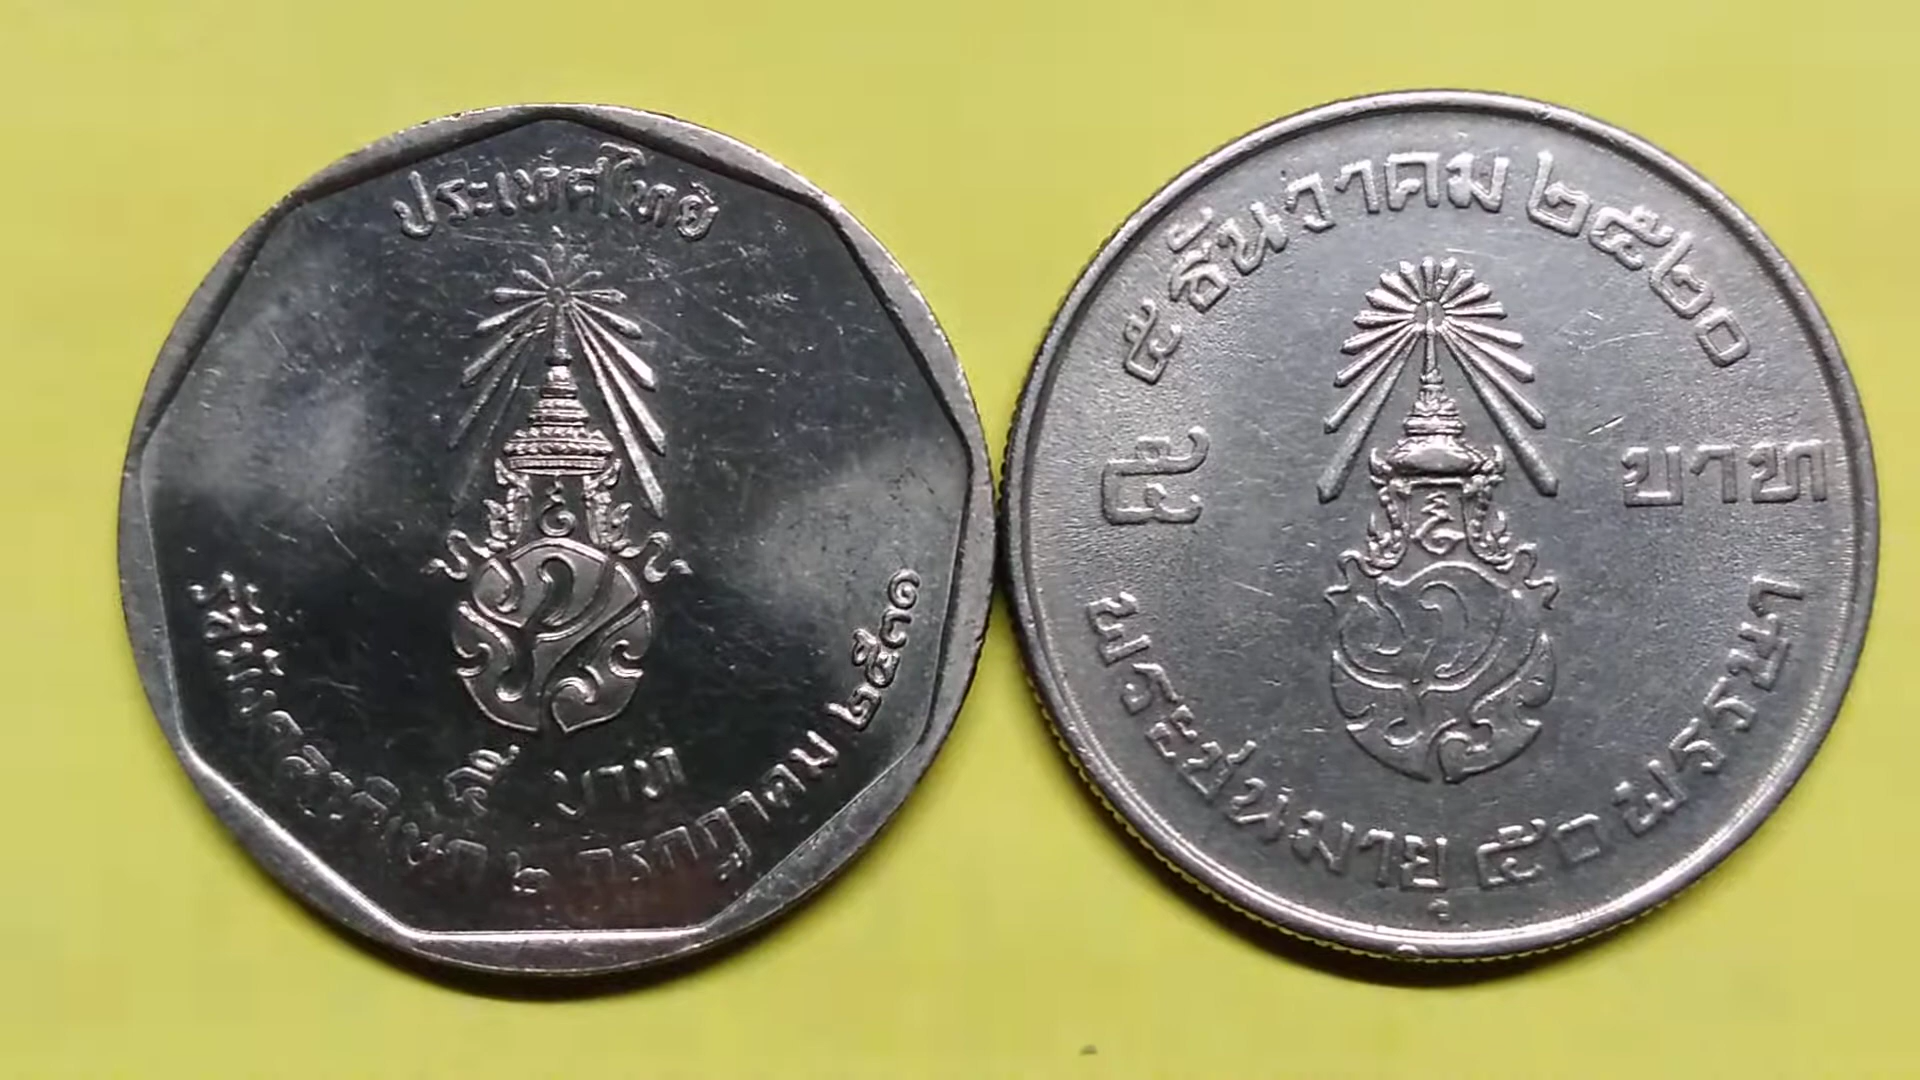 ประเทศไทย
๕ บาท
รัชมังคลาภิเษก ๒ กรกฎาคม ๒๕๓๑
๕ ธันวาคม ๒๕๒๐
๕ บาท
พระชนมายุ ๕๐ พรรษา